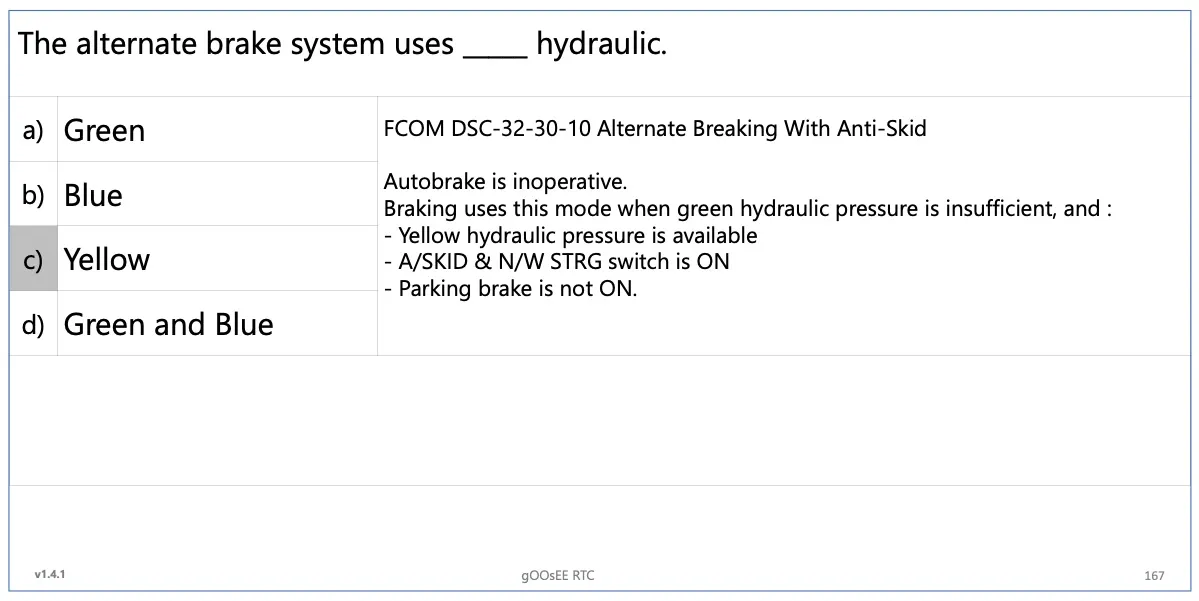 The alternate brake system uses _____ hydraulic.
a) Green
b) Blue
c) Yellow
d) Green and Blue
FCOM DSC-32-30-10 Alternate Breaking With Anti-Skid
Autobrake is inoperative.
Braking uses this mode when green hydraulic pressure is insufficient, and :
- Yellow hydraulic pressure is available
- A/SKID & N/W STRG switch is ON
- Parking brake is not ON.
v1.4.1
gOOsEE RTC
167